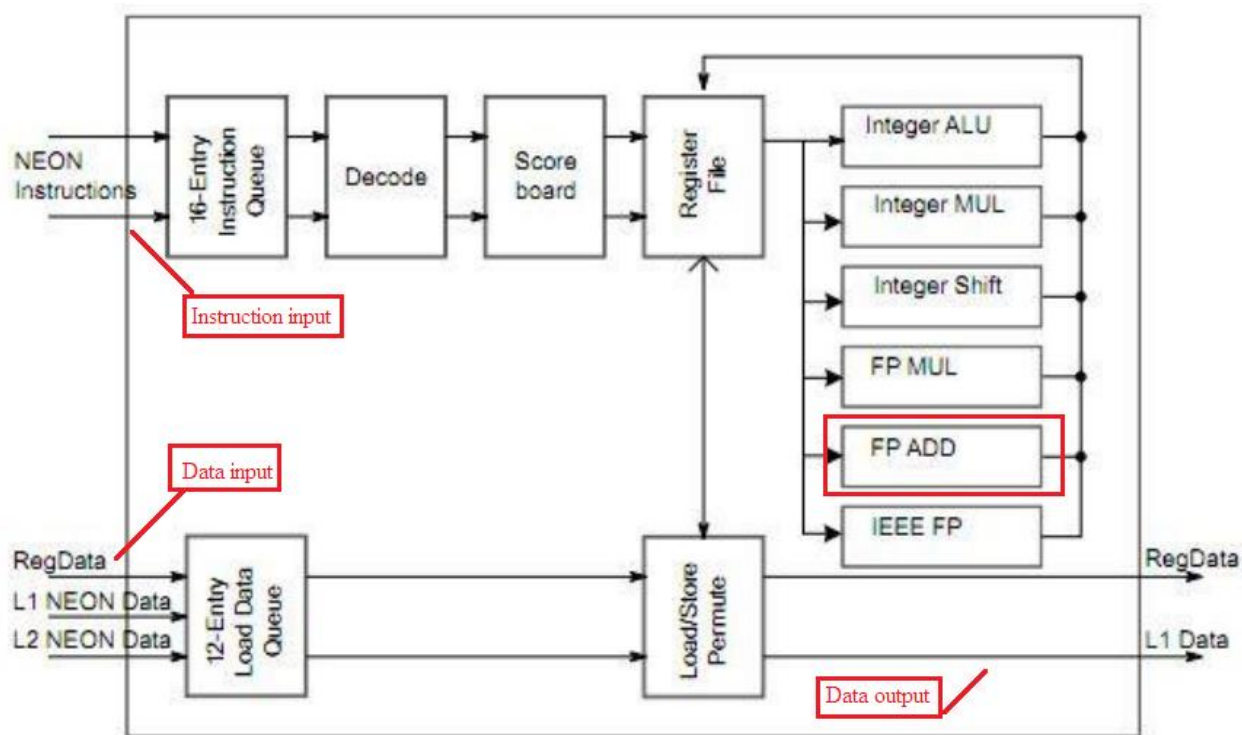 NEON
Instructions
16-Entry
Instruction
Queue
Decode
Score
board
Register
File
Integer ALU
Integer MUL
Integer Shift
FP MUL
FP ADD
IEEE FP
Instruction input
Data input
RegData
L1 NEON Data
L2 NEON Data
12-Entry
Load Data
Queue
Load/Store
Permute
RegData
L1 Data
Data output